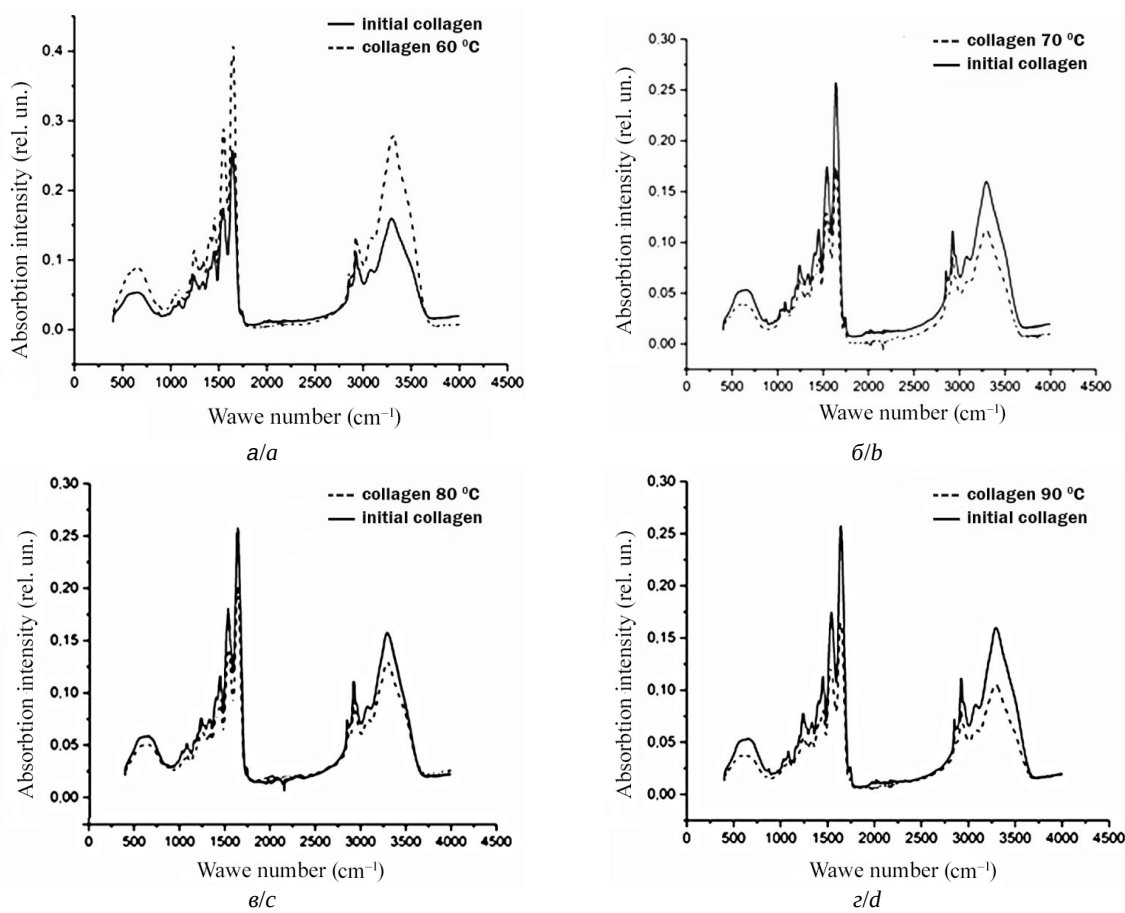 initial collagen
collagen 60 ⁰C
0.4
0.3
0.2
0.1
0.0
Absorbtion intensity (rel. un.)
0 500 1000 1500 2000 2500 3000 3500 4000 4500
Wawe number (cm⁻¹)
а/a
collagen 70 ⁰C
initial collagen
0.30
0.25
0.20
0.15
0.10
0.05
0.00
Absorbtion intensity (rel. un.)
0 500 1000 1500 2000 2500 3000 3500 4000 4500
Wawe number (cm⁻¹)
б/b
collagen 80 ⁰C
initial collagen
0.30
0.25
0.20
0.15
0.10
0.05
0.00
Absorbtion intensity (rel. un.)
0 500 1000 1500 2000 2500 3000 3500 4000 4500
Wawe number (cm⁻¹)
в/c
collagen 90 ⁰C
initial collagen
0.30
0.25
0.20
0.15
0.10
0.05
0.00
Absorbtion intensity (rel. un.)
0 500 1000 1500 2000 2500 3000 3500 4000 4500
Wawe number (cm⁻¹)
г/d